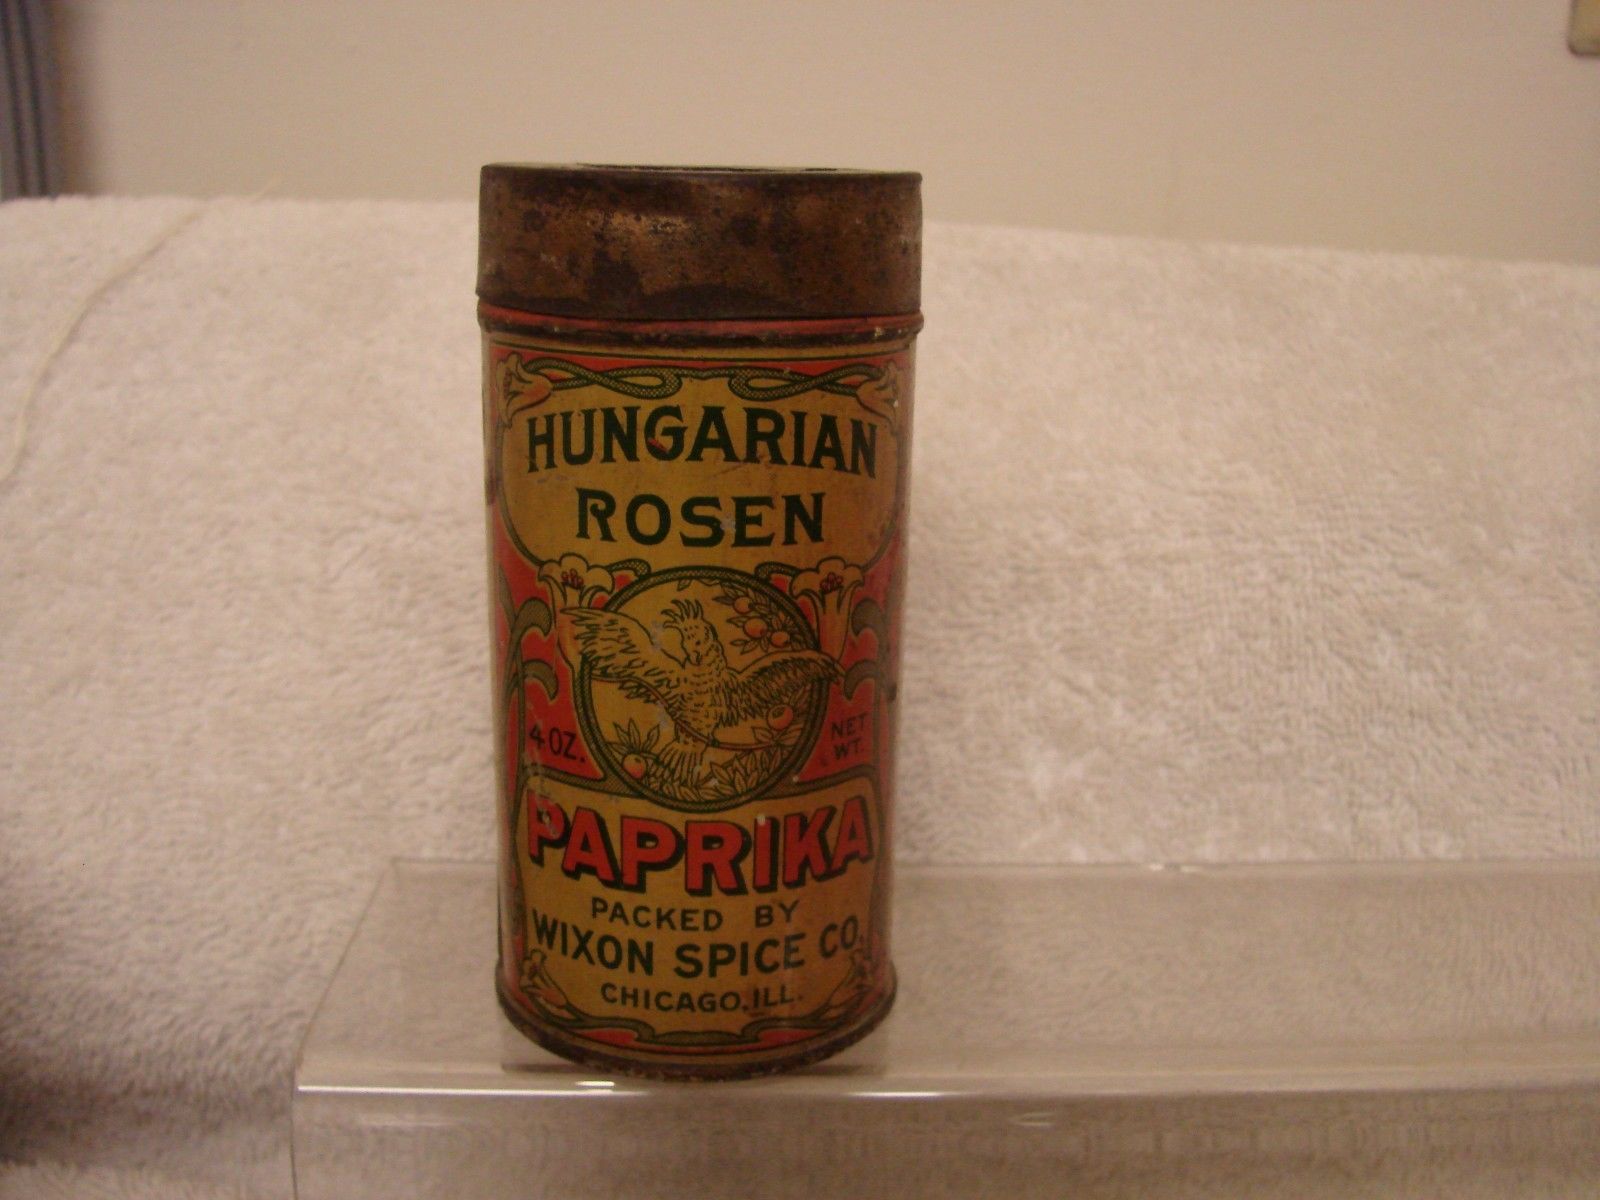 HUNGARIAN
ROSEN
4 OZ.
NET
WT.
PAPRIKA
PACKED BY
WIXON SPICE CO.
CHICAGO, ILL.